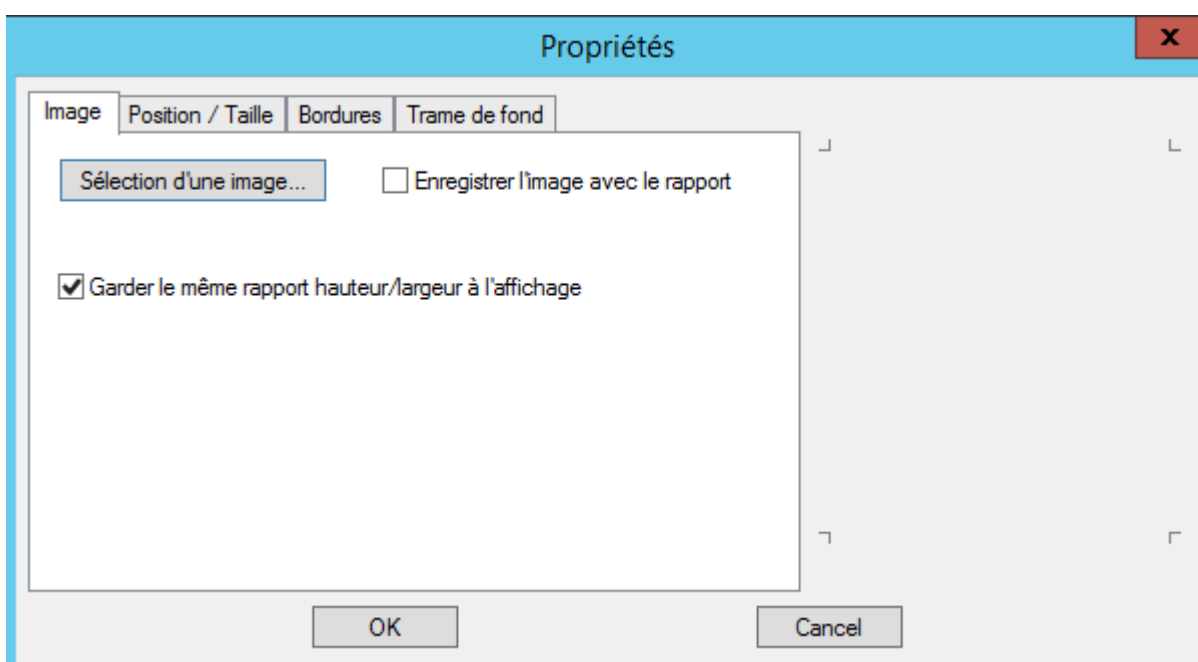 Propriétés
x
Image Position / Taille Bordures Trame de fond
Sélection d'une image... Enregistrer l'image avec le rapport
Garder le même rapport hauteur/largeur à l'affichage
OK Cancel